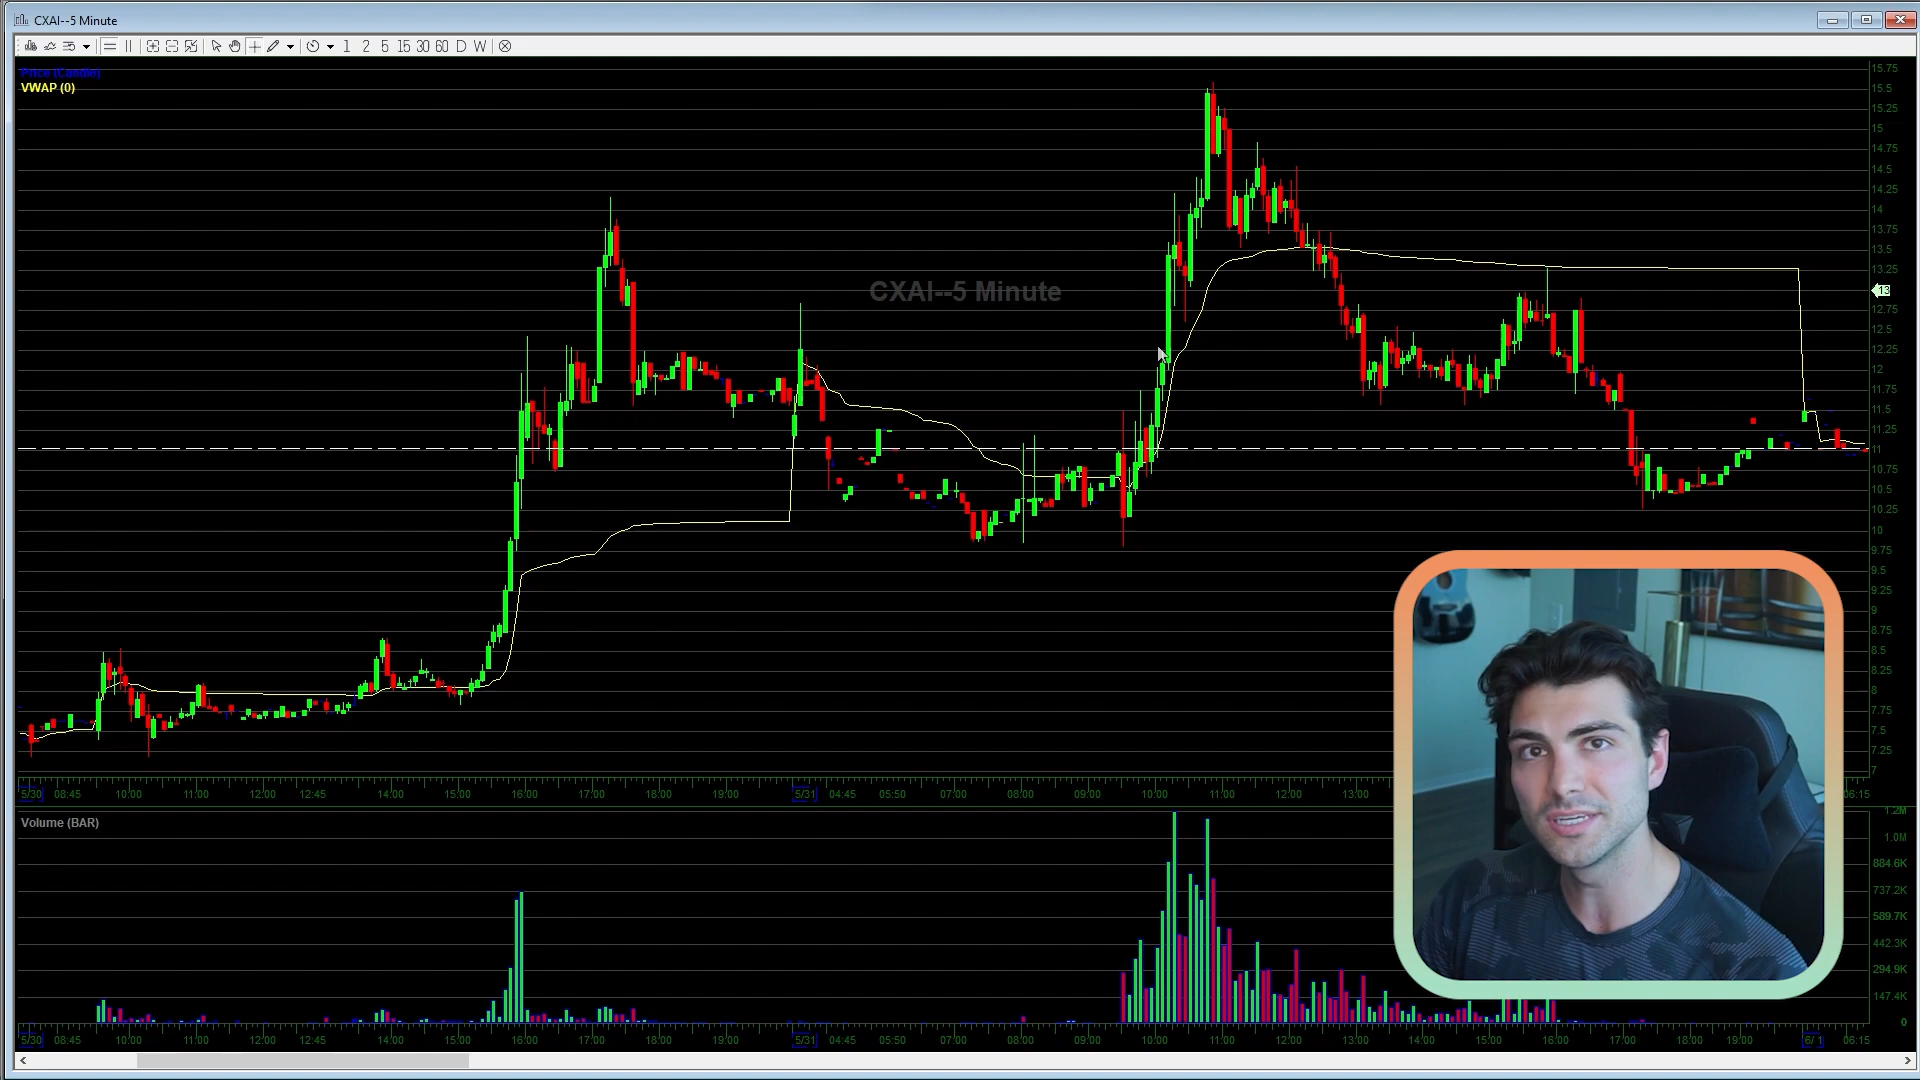 CXAI--5 Minute
1 2 5 15 30 60 D W
Price (Candle)
VWAP (0)
CXAI--5 Minute
15.75
15.5
15.25
15
14.75
14.5
14.25
14
13.75
13.5
13.25
13
12.75
12.5
12.25
12
11.75
11.5
11.25
11
10.75
10.5
10.25
10
9.75
9.5
9.25
9
8.75
8.5
8.25
8
7.75
7.5
7.25
7
5/30 08:45 10:00 11:00 12:00 12:45 14:00 15:00 16:00 17:00 18:00 19:00 5/31 04:45 05:50 07:00 08:00 09:00 10:00 11:00 12:00 13:00 06:15
Volume (BAR)
1.2M
1.0M
884.6K
737.2K
589.7K
442.3K
294.9K
147.4K
0
5/30 08:45 10:00 11:00 12:00 12:45 14:00 15:00 16:00 17:00 18:00 19:00 5/31 04:45 05:50 07:00 08:00 09:00 10:00 11:00 12:00 13:00 14:00 15:00 16:00 17:00 18:00 19:00 6/1 06:15